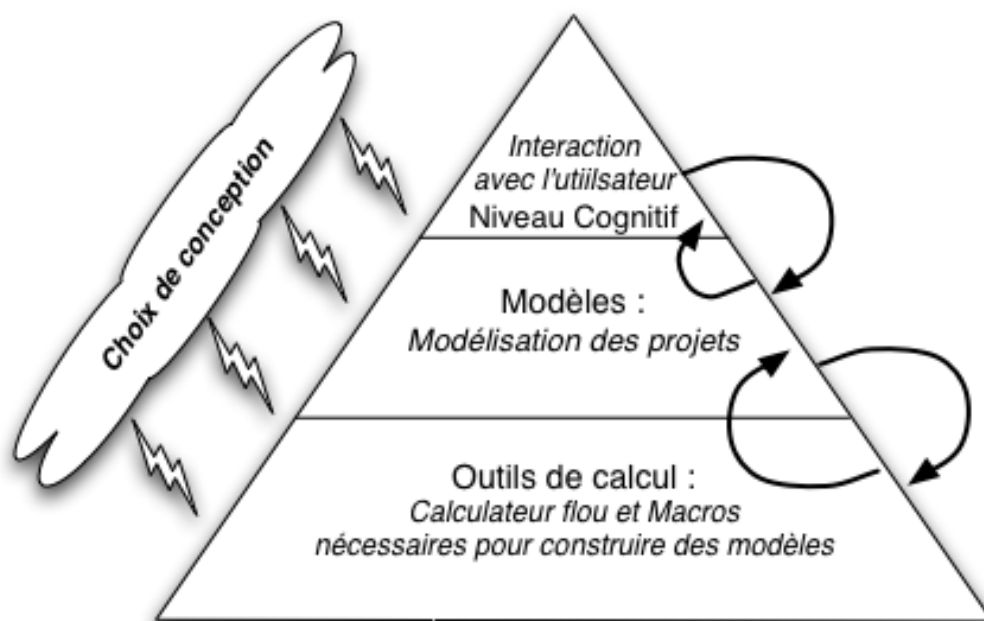 Choix de conception
Interaction
avec l'utiilsateur
Niveau Cognitif
Modèles :
Modélisation des projets
Outils de calcul :
Calculateur flou et Macros
nécessaires pour construire des modèles